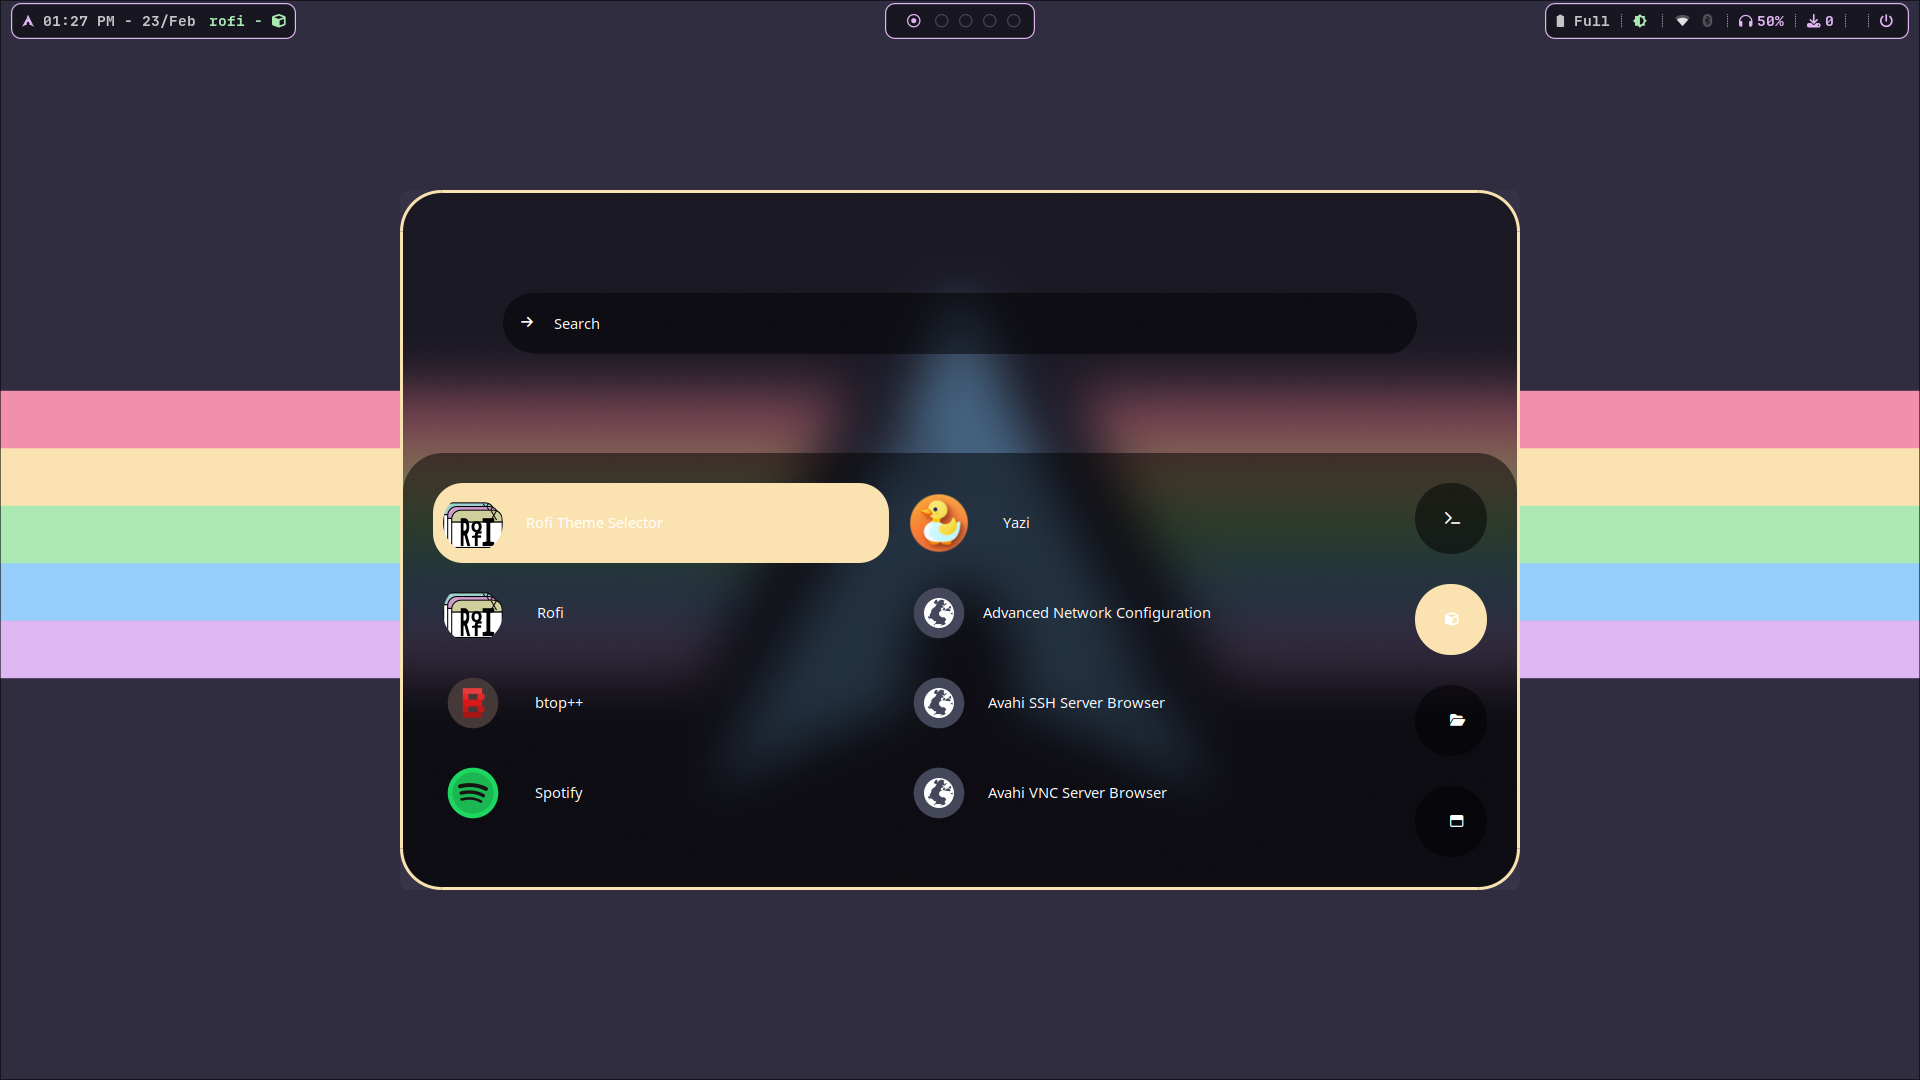 01:27 PM - 23/Feb rofi -
Full 50% 0
Search
Rofi Theme Selector
Yazi
Rofi
Advanced Network Configuration
btop++
Avahi SSH Server Browser
Spotify
Avahi VNC Server Browser